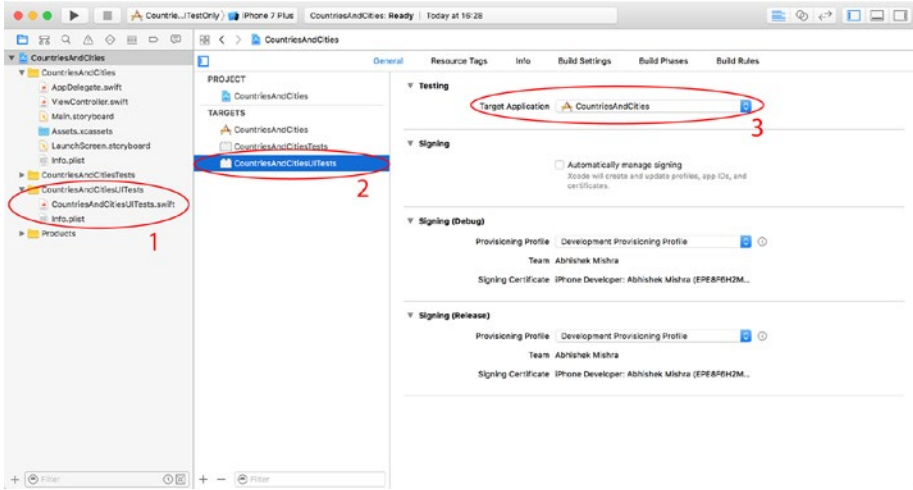 Countrie...ITestOnly
iPhone 7 Plus
CountriesAndCities: Ready | Today at 16:28
CountriesAndCities
CountriesAndCities
CountriesAndCities
AppDelegate.swift
ViewController.swift
Main.storyboard
Assets.xcassets
LaunchScreen.storyboard
Info.plist
CountriesAndCitiesTests
CountriesAndCitiesUITests
CountriesAndCitiesUITests.swift
Info.plist
Products
1
Filter
General Resource Tags Info Build Settings Build Phases Build Rules
PROJECT
CountriesAndCities
TARGETS
CountriesAndCities
CountriesAndCitiesTests
CountriesAndCitiesUITests
2
Filter
Testing
Target Application CountriesAndCities
3
Signing
Automatically manage signing
Xcode will create and update profiles, app IDs, and
certificates.
Signing (Debug)
Provisioning Profile Development Provisioning Profile
Team Abhishek Mishra
Signing Certificate iPhone Developer: Abhishek Mishra (EPE8F6H2M...
Signing (Release)
Provisioning Profile Development Provisioning Profile
Team Abhishek Mishra
Signing Certificate iPhone Developer: Abhishek Mishra (EPE8F6H2M...